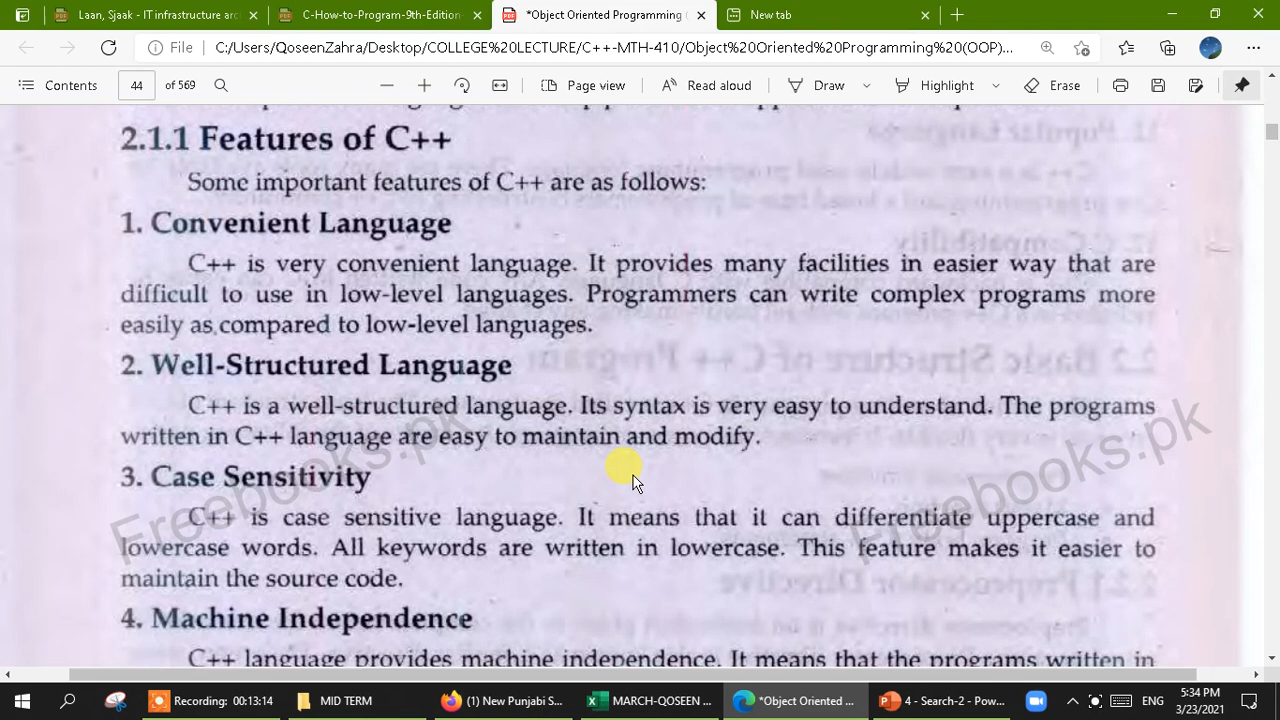 Laan, Sjaak - IT infrastructure arc
C-How-to-Program-9th-Edition-
*Object Oriented Programming (
New tab
File
C:/Users/QoseenZahra/Desktop/COLLEGE%20LECTURE/C++-MTH-410/Object%20oriented%20Programming%20(OOP)...
Contents
44
of 569
Page view
Read aloud
Draw
Highlight
Erase
2.1.1 Features of C++
Some important features of C++ are as follows:
1. Convenient Language
C++ is very convenient language. It provides many facilities in easier way that are
difficult to use in low-level languages. Programmers can write complex programs more
easily as compared to low-level languages.
2. Well-Structured Language
C++ is a well-structured language. Its syntax is very easy to understand. The programs
written in C++ language are easy to maintain and modify.
3. Case Sensitivity
C++ is case sensitive language. It means that it can differentiate uppercase and
lowercase words. All keywords are written in lowercase. This feature makes it easier to
maintain the source code.
4. Machine Independence
C++ language provides machine independence. It means that the programs written in
Freebooks.pk
Freebooks.pk
Recording: 00:13:14
MID TERM
(1) New Punjabi S...
MARCH-QOSEEN ...
*Object Oriented ...
4 - Search-2 - Pow...
ENG
5:34 PM
3/23/2021